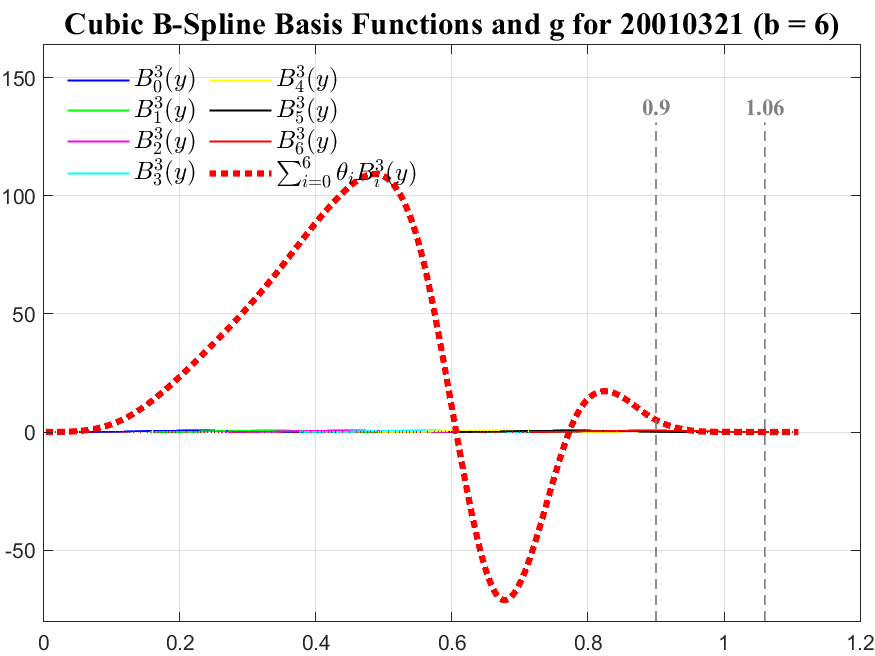 Cubic B-Spline Basis Functions and g for 20010321 (b = 6)
150
100
50
0
-50
B_0^3(y) B_4^3(y)
B_1^3(y) B_5^3(y)
B_2^3(y) B_6^3(y)
B_3^3(y) ∑_{i=0}^6 θ_i B_i^3(y)
0.9 1.06
0 0.2 0.4 0.6 0.8 1 1.2